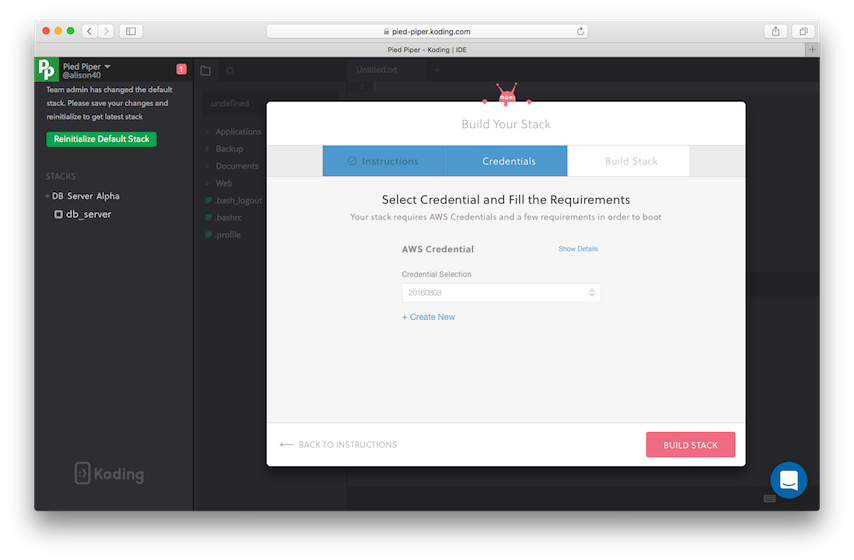 pied-piper.koding.com
Pied Piper - Koding | IDE
Pied Piper
@alison40
1
Team admin has changed the default
stack. Please save your changes and
reinitialize to get latest stack
Reinitialize Default Stack
STACKS
DB Server Alpha
db_server
Koding
Untitled.txt
1
undefined
Applications
Backup
Documents
Web
.bash_logout
.bashrc
.profile
Build Your Stack
Instructions
Credentials
Build Stack
Select Credential and Fill the Requirements
Your stack requires AWS Credentials and a few requirements in order to boot
AWS Credential
Show Details
Credential Selection
20160803
+ Create New
BACK TO INSTRUCTIONS
BUILD STACK